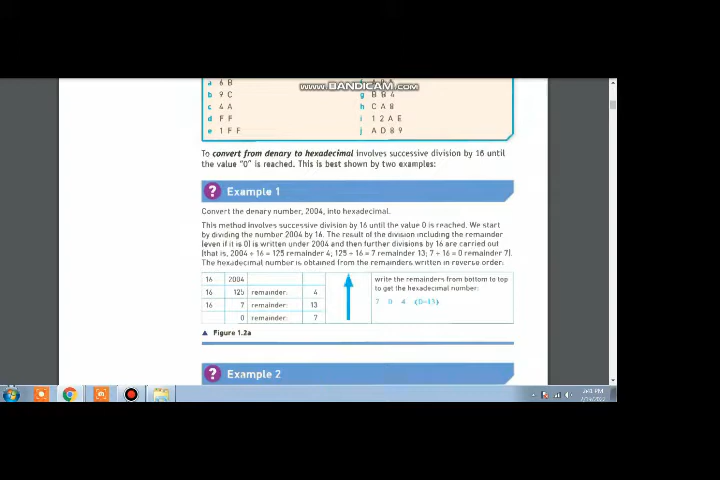 a 6 B
www.BANDICAM.com
b 9 C
g B B 4
c 4 A
h C A 8
d F F
i 1 2 A E
e 1 F F
j A D 8 9
To convert from denary to hexadecimal involves successive division by 16 until
the value "0" is reached. This is best shown by two examples:
? Example 1
Convert the denary number, 2004, into hexadecimal.
This method involves successive division by 16 until the value 0 is reached. We start
by dividing the number 2004 by 16. The result of the division including the remainder
(even if it is 0) is written under 2004 and then further divisions by 16 are carried out
(that is, 2004 ÷ 16 = 125 remainder 4; 125 ÷ 16 = 7 remainder 13; 7 ÷ 16 = 0 remainder 7).
The hexadecimal number is obtained from the remainders written in reverse order.
16 2004
16 125 remainder: 4
16 7 remainder: 13
0 remainder: 7
write the remainders from bottom to top
to get the hexadecimal number:
7 D 4 (D=13)
▲ Figure 1.2a
? Example 2